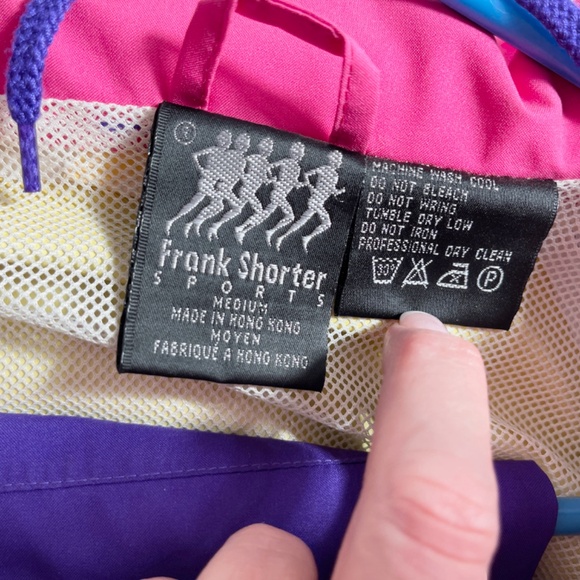 Frank Shorter
SPORTS
MEDIUM
MADE IN HONG KONG
MOYEN
FABRIQUÉ A HONG KONG
MACHINE WASH COOL
DO NOT BLEACH
DO NOT WRING
TUMBLE DRY LOW
DO NOT IRON
PROFESSIONAL DRY CLEAN
30° P